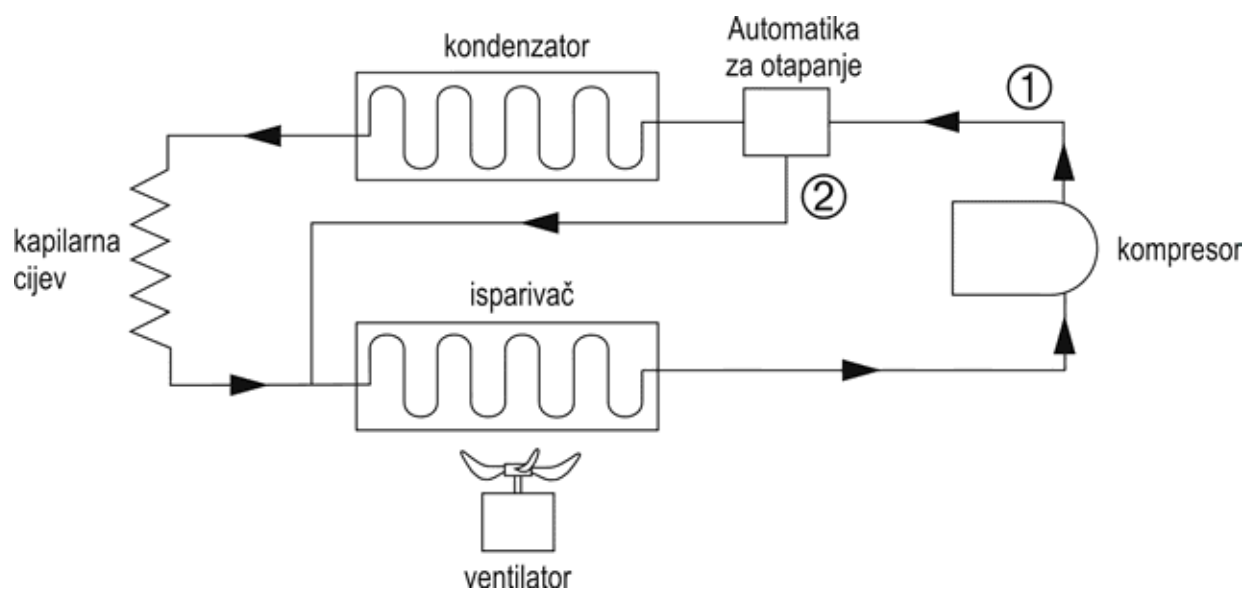 kondenzator
Automatika
za otapanje
①
②
kapilarna
cijev
kompresor
isparivač
ventilator